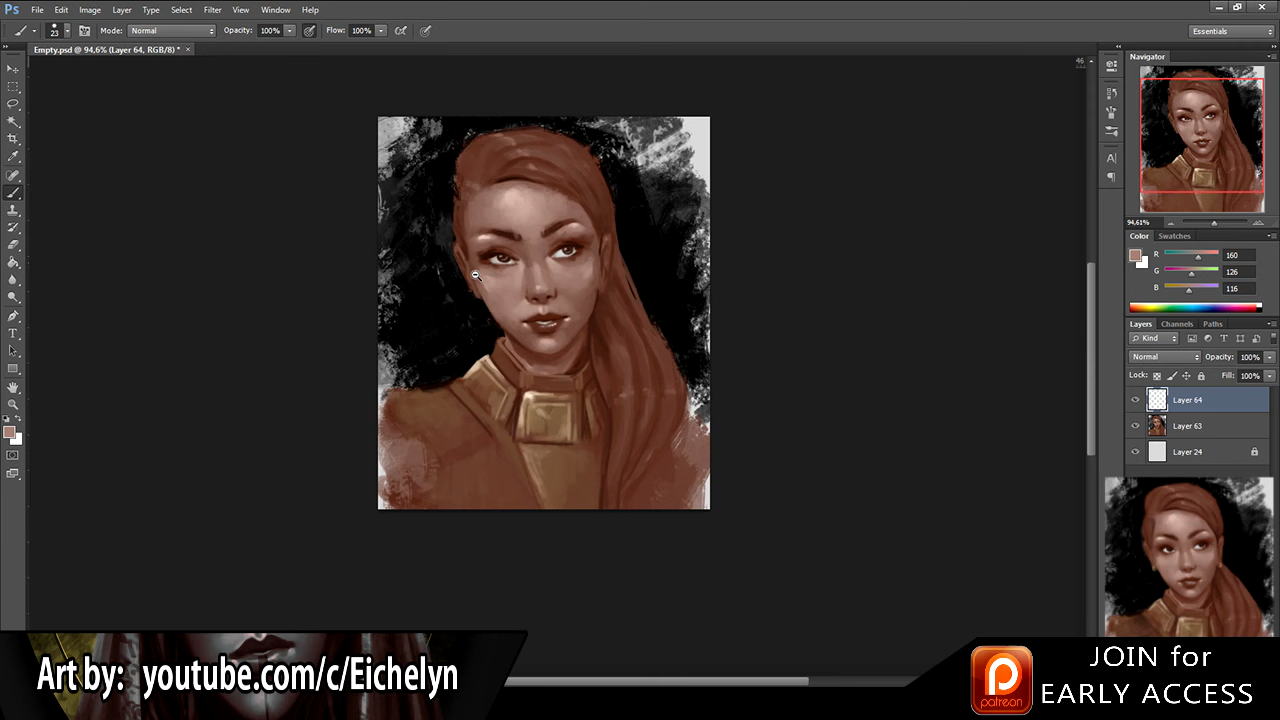 Ps File Edit Image Layer Type Select Filter View Window Help
23 Mode: Normal Opacity: 100% Flow: 100% Essentials
Empty.psd @ 94,6% (Layer 64, RGB/8) * ×
46
Navigator
94,61%
Color Swatches
R 160
G 126
B 116
Layers Channels Paths
Kind
Normal Opacity: 100%
Lock: Fill: 100%
Layer 64
Layer 63
Layer 24
Art by: youtube.com/c/Eichelyn
patreon
JOIN for
EARLY ACCESS